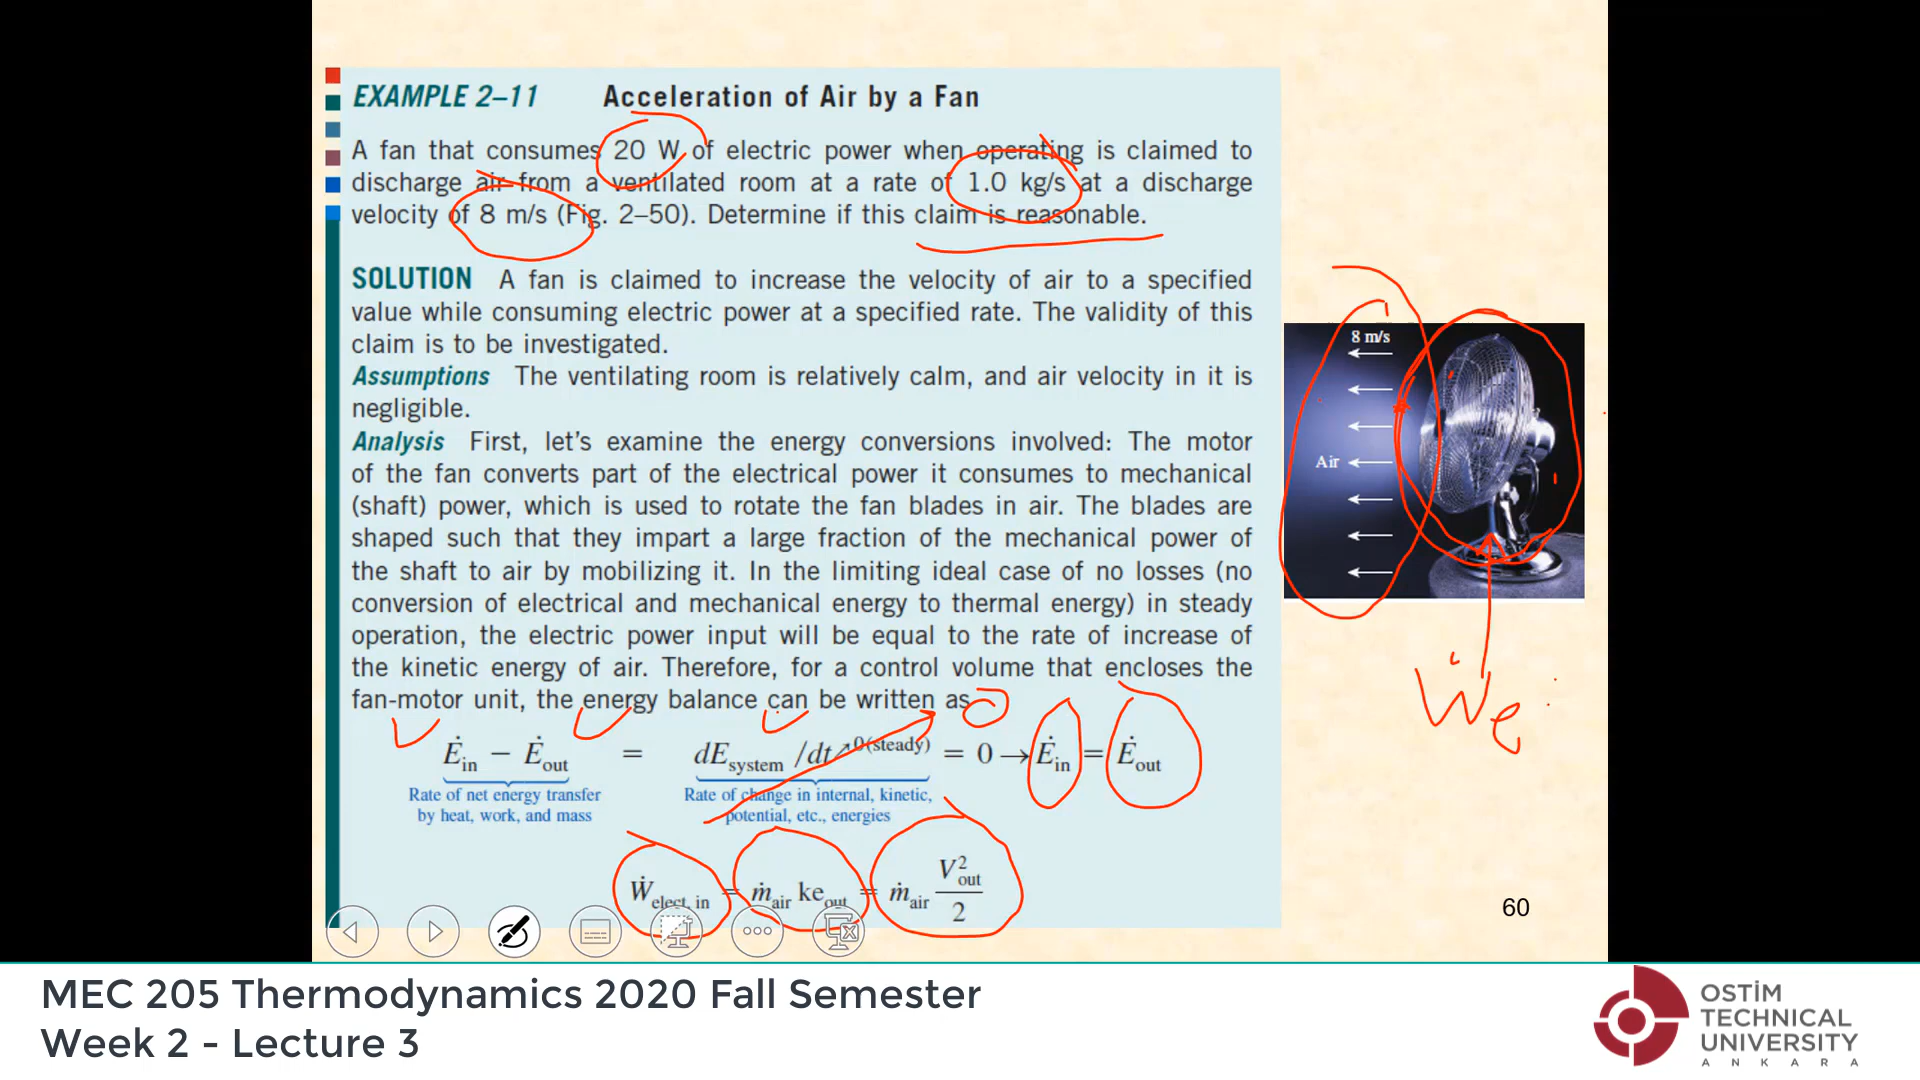 EXAMPLE 2–11 Acceleration of Air by a Fan
A fan that consumes 20 W of electric power when operating is claimed to
discharge air from a ventilated room at a rate of 1.0 kg/s at a discharge
velocity of 8 m/s (Fig. 2–50). Determine if this claim is reasonable.
SOLUTION A fan is claimed to increase the velocity of air to a specified
value while consuming electric power at a specified rate. The validity of this
claim is to be investigated.
Assumptions The ventilating room is relatively calm, and air velocity in it is
negligible.
Analysis First, let's examine the energy conversions involved: The motor
of the fan converts part of the electrical power it consumes to mechanical
(shaft) power, which is used to rotate the fan blades in air. The blades are
shaped such that they impart a large fraction of the mechanical power of
the shaft to air by mobilizing it. In the limiting ideal case of no losses (no
conversion of electrical and mechanical energy to thermal energy) in steady
operation, the electric power input will be equal to the rate of increase of
the kinetic energy of air. Therefore, for a control volume that encloses the
fan-motor unit, the energy balance can be written as
Ėin − Ėout = dEsystem /dt↗0(steady) = 0 → Ėin = Ėout
Rate of net energy transfer
by heat, work, and mass
Rate of change in internal, kinetic,
potential, etc., energies
Ẇelect, in = ṁair keout = ṁair V²out/2
8 m/s
Air
Ẇe
0
60
MEC 205 Thermodynamics 2020 Fall Semester
Week 2 - Lecture 3
OSTİM
TECHNICAL
UNIVERSITY
ANKARA